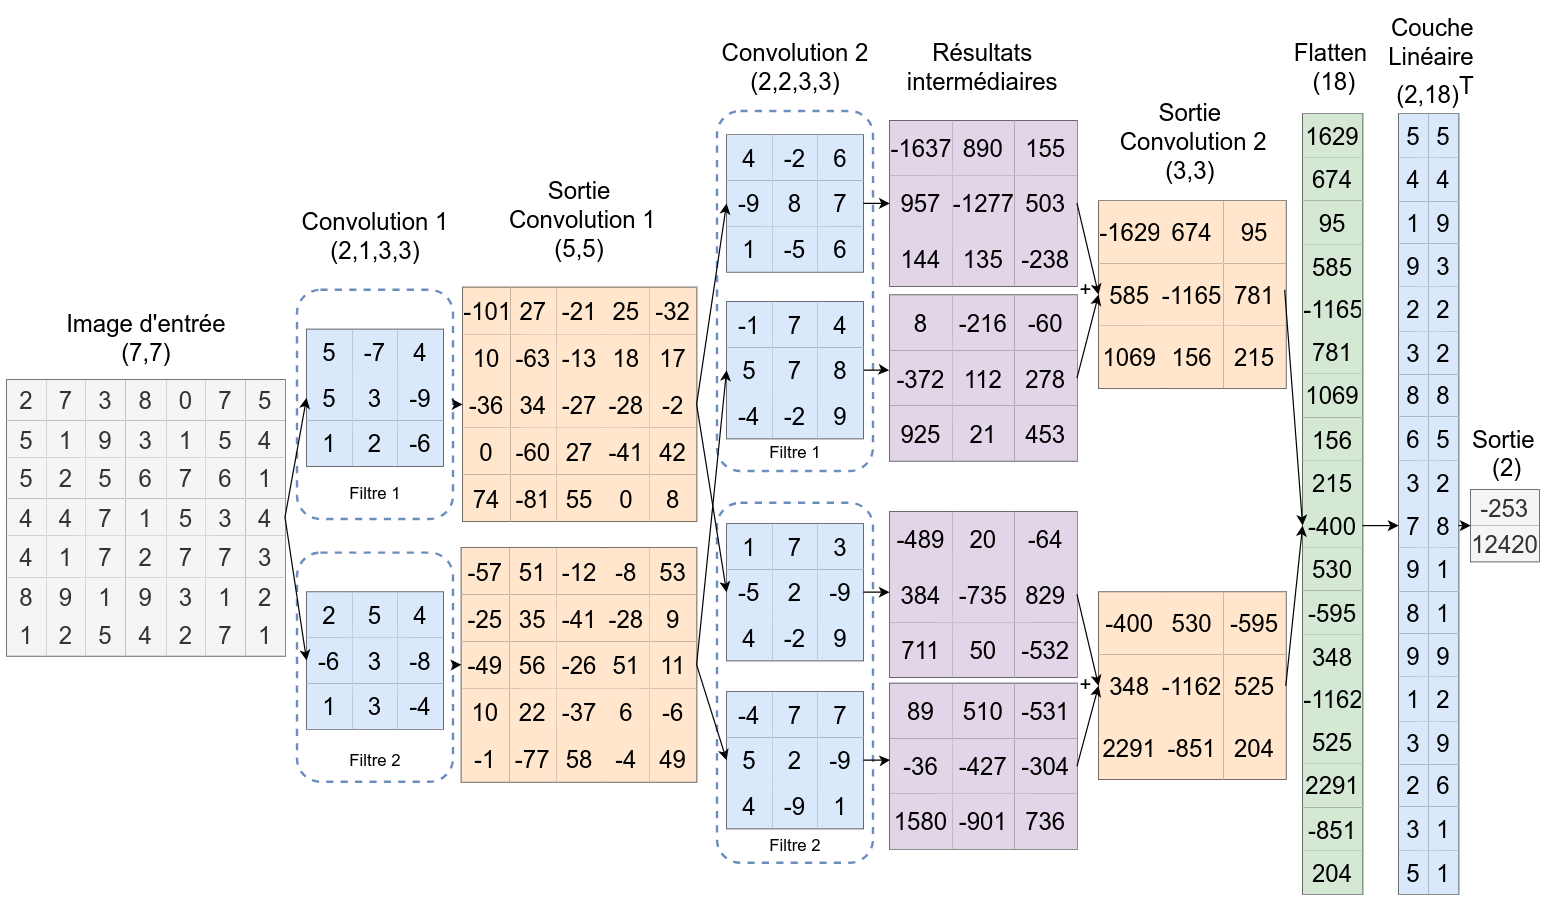 Image d'entrée
(7,7)
2 7 3 8 0 7 5
5 1 9 3 1 5 4
5 2 5 6 7 6 1
4 4 7 1 5 3 4
4 1 7 2 7 7 3
8 9 1 9 3 1 2
1 2 5 4 2 7 1
Convolution 1
(2,1,3,3)
5 -7 4
5 3 -9
1 2 -6
Filtre 1
2 5 4
-6 3 -8
1 3 -4
Filtre 2
Sortie
Convolution 1
(5,5)
-101 27 -21 25 -32
10 -63 -13 18 17
-36 34 -27 -28 -2
0 -60 27 -41 42
74 -81 55 0 8
-57 51 -12 -8 53
-25 35 -41 -28 9
-49 56 -26 51 11
10 22 -37 6 -6
-1 -77 58 -4 49
Convolution 2
(2,2,3,3)
4 -2 6
-9 8 7
1 -5 6
-1 7 4
5 7 8
-4 -2 9
Filtre 1
1 7 3
-5 2 -9
4 -2 9
-4 7 7
5 2 -9
4 -9 1
Filtre 2
Résultats
intermédiaires
-1637 890 155
957 -1277 503
144 135 -238
8 -216 -60
-372 112 278
925 21 453
-489 20 -64
384 -735 829
711 50 -532
89 510 -531
-36 -427 -304
1580 -901 736
+
+
Sortie
Convolution 2
(3,3)
-1629 674 95
585 -1165 781
1069 156 215
-400 530 -595
348 -1162 525
2291 -851 204
Flatten
(18)
1629
674
95
585
-1165
781
1069
156
215
-400
530
-595
348
-1162
525
2291
-851
204
Couche
Linéaire
(2,18)T
5 5
4 4
1 9
9 3
2 2
3 2
8 8
6 5
3 2
7 8
9 1
8 1
9 9
1 2
3 9
2 6
3 1
5 1
Sortie
(2)
-253
12420